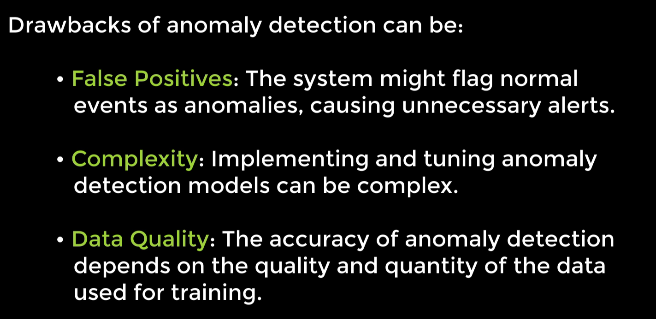 Drawbacks of anomaly detection can be:
• False Positives: The system might flag normal
events as anomalies, causing unnecessary alerts.
• Complexity: Implementing and tuning anomaly
detection models can be complex.
• Data Quality: The accuracy of anomaly detection
depends on the quality and quantity of the data
used for training.